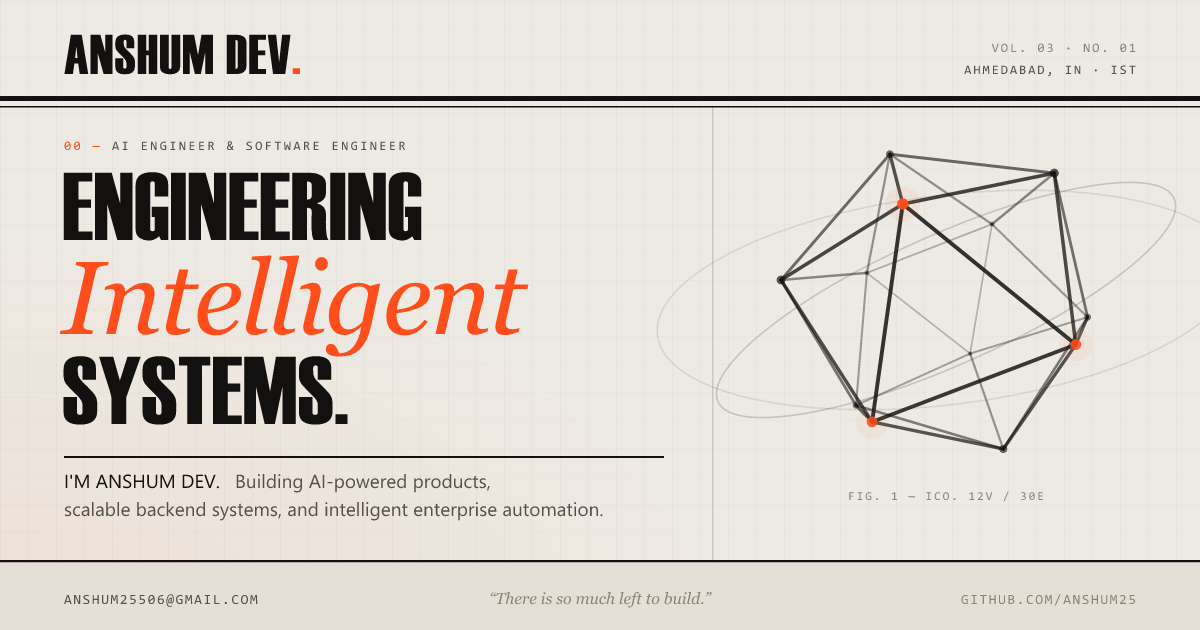 ANSHUM DEV.
VOL. 03 · NO. 01
AHMEDABAD, IN · IST
00 — AI ENGINEER & SOFTWARE ENGINEER
ENGINEERING
Intelligent
SYSTEMS.
I'M ANSHUM DEV. Building AI-powered products,
scalable backend systems, and intelligent enterprise automation.
FIG. 1 — ICO. 12V / 30E
ANSHUM25506@GMAIL.COM
“There is so much left to build.”
GITHUB.COM/ANSHUM25